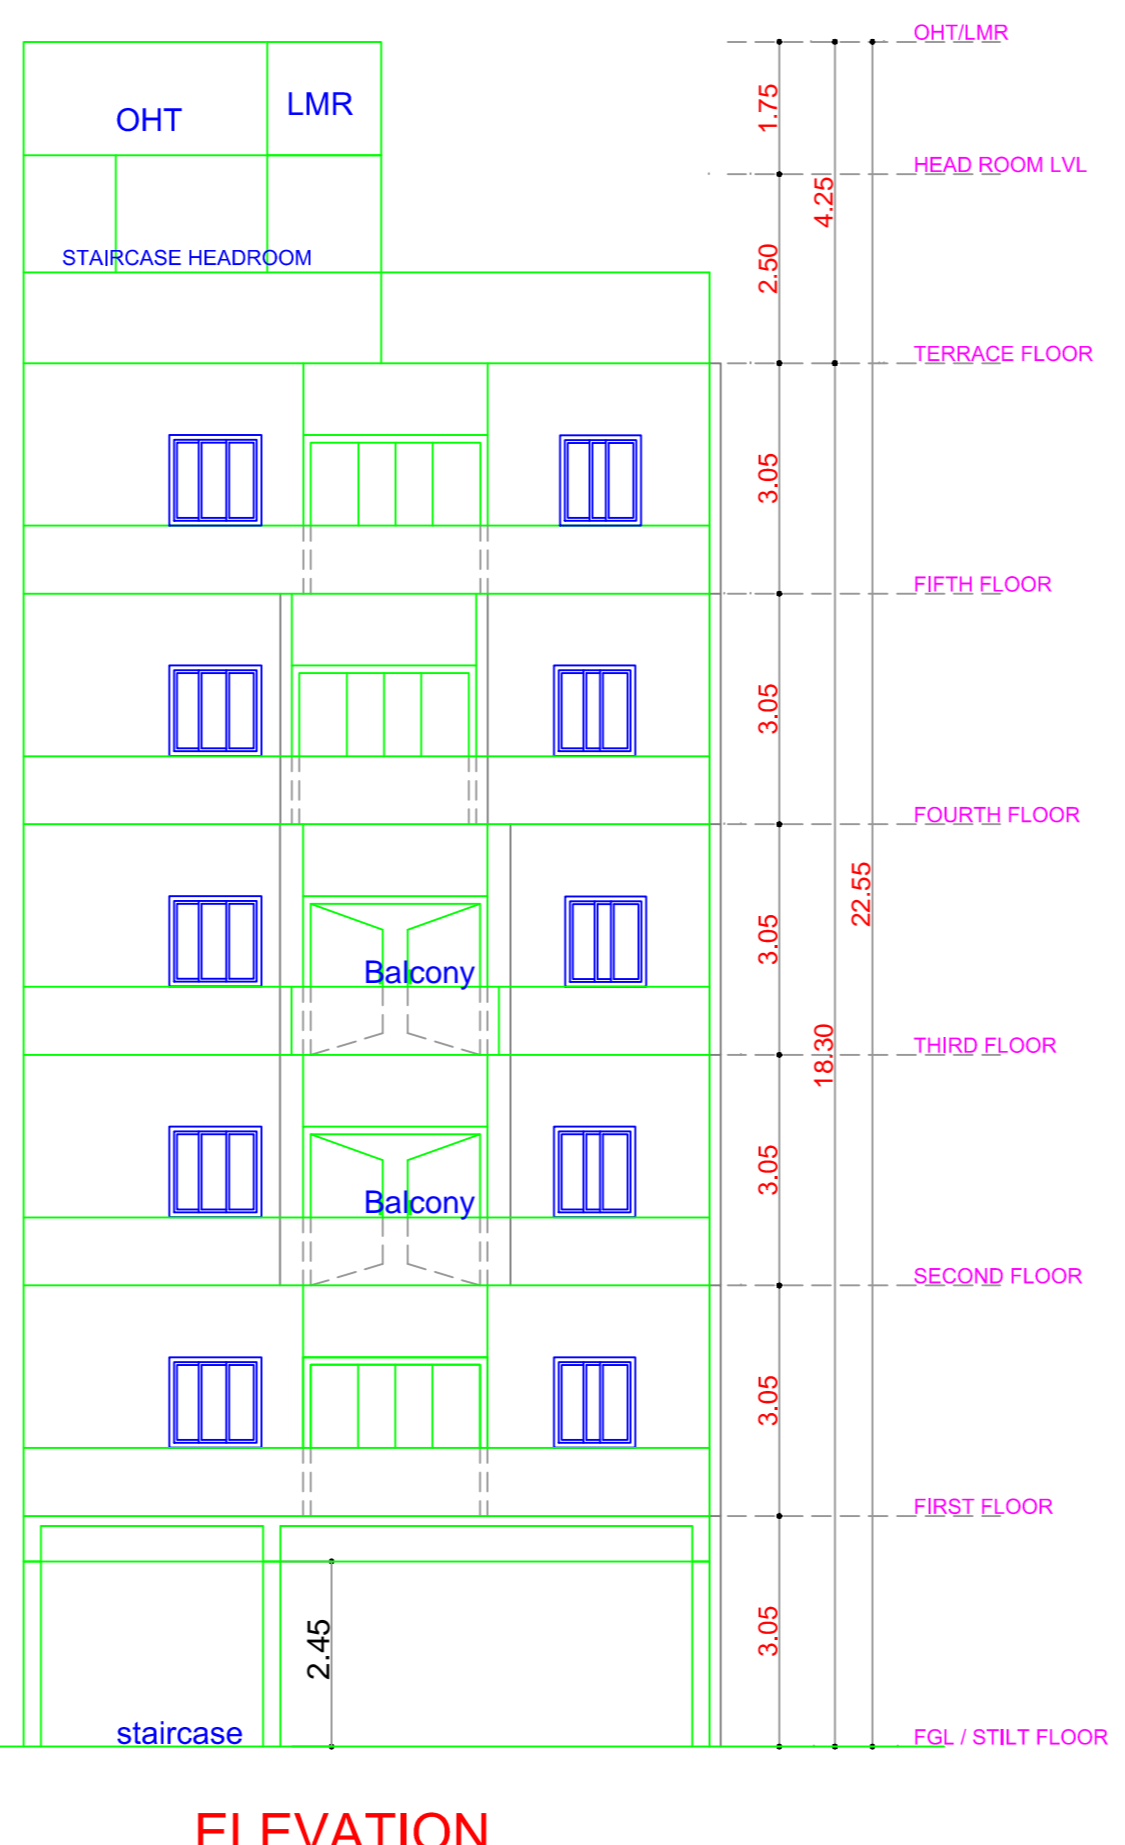 OHT/LMR
OHT
LMR
1.75
HEAD ROOM LVL
4.25
STAIRCASE HEADROOM
2.50
TERRACE FLOOR
3.05
FIFTH FLOOR
3.05
FOURTH FLOOR
22.55
3.05
Balcony
THIRD FLOOR
18.30
3.05
Balcony
SECOND FLOOR
3.05
FIRST FLOOR
3.05
2.45
staircase
FGL / STILT FLOOR
ELEVATION